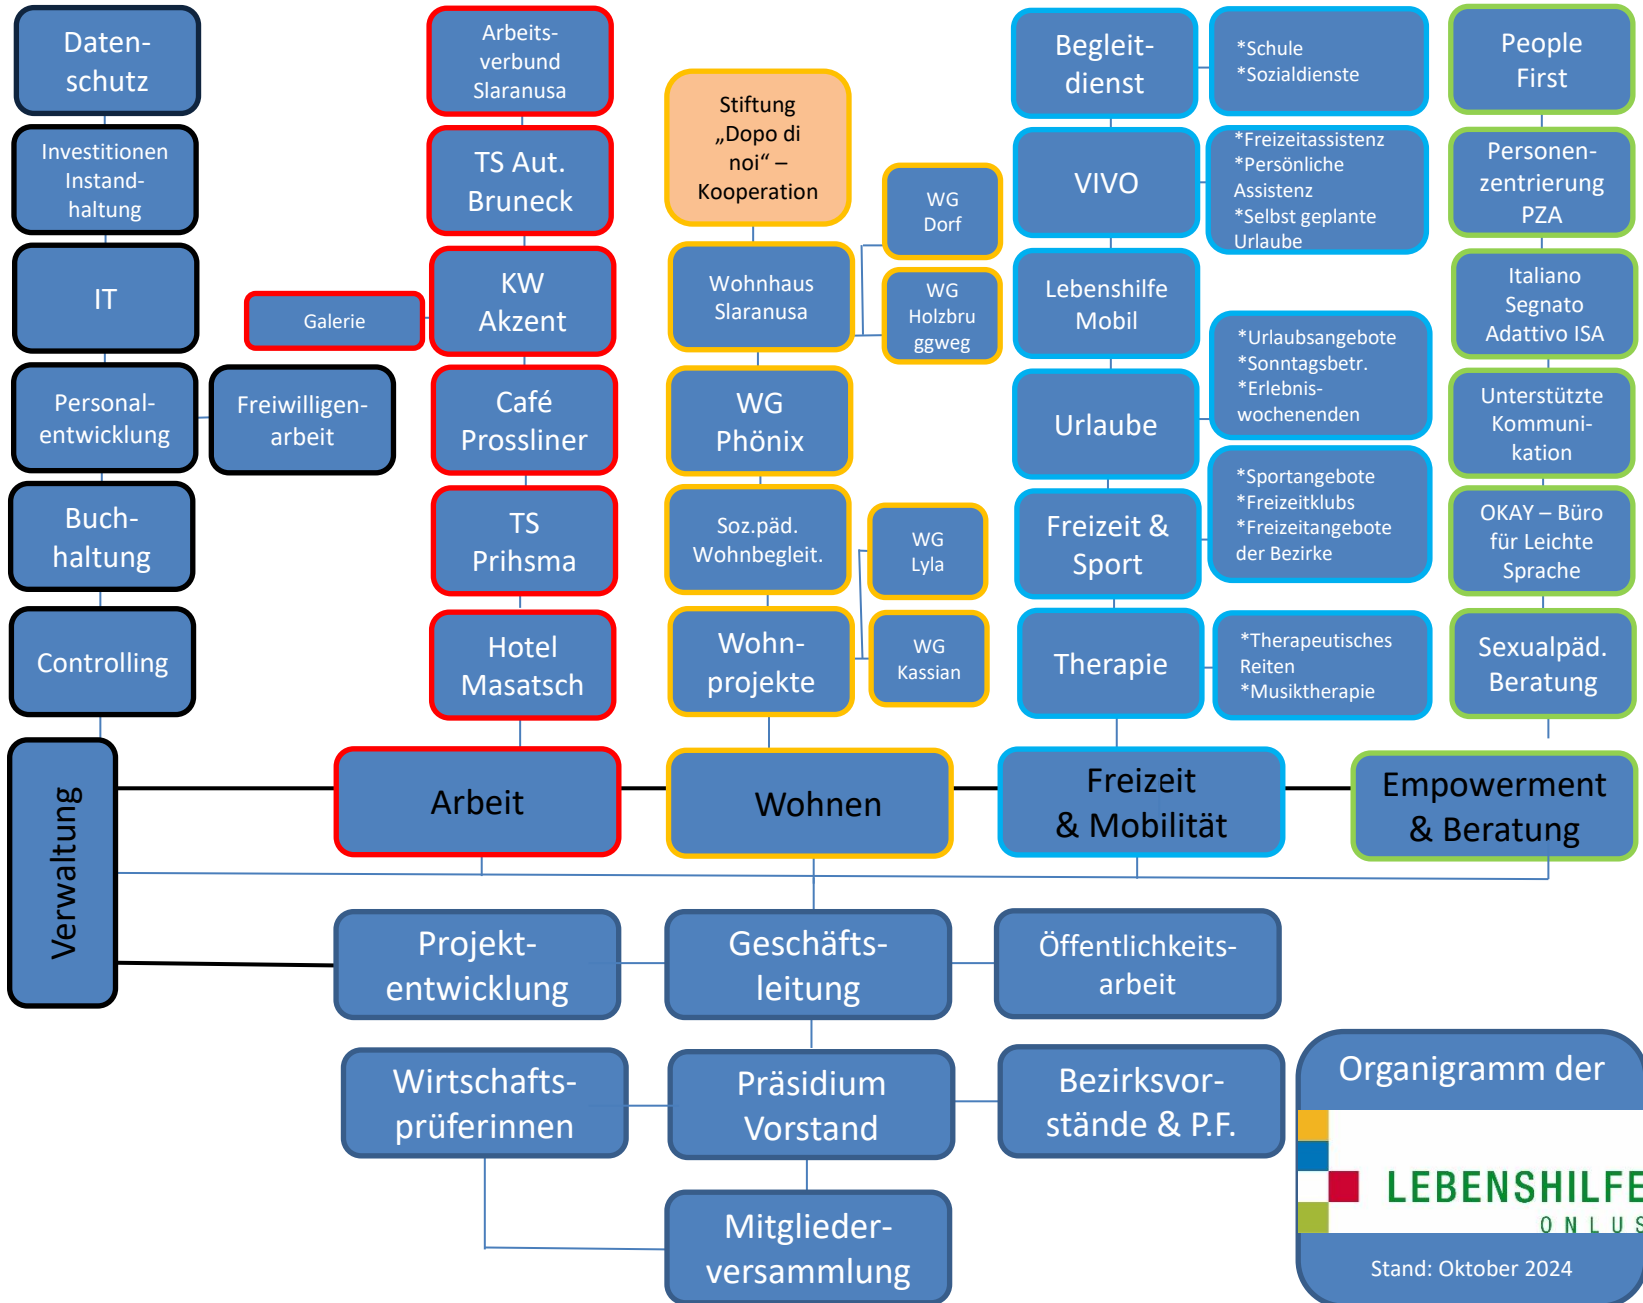 Daten-
schutz
Investitionen
Instand-
haltung
IT
Personal-
entwicklung
Freiwilligen-
arbeit
Buch-
haltung
Controlling
Verwaltung
Arbeits-
verbund
Slaranusa
TS Aut.
Bruneck
KW
Akzent
Galerie
Café
Prossliner
TS
Prihsma
Hotel
Masatsch
Arbeit
Stiftung
„Dopo di
noi“ –
Kooperation
Wohnhaus
Slaranusa
WG
Dorf
WG
Holzbru
ggweg
WG
Phönix
Soz.päd.
Wohnbegleit.
WG
Lyla
WG
Kassian
Wohn-
projekte
Wohnen
Begleit-
dienst
*Schule
*Sozialdienste
VIVO
*Freizeitassistenz
*Persönliche
Assistenz
*Selbst geplante
Urlaube
Lebenshilfe
Mobil
Urlaube
*Urlaubsangebote
*Sonntagsbetr.
*Erlebnis-
wochenenden
Freizeit &
Sport
*Sportangebote
*Freizeitklubs
*Freizeitangebote
der Bezirke
Therapie
*Therapeutisches
Reiten
*Musiktherapie
Freizeit
& Mobilität
People
First
Personen-
zentrierung
PZA
Italiano
Segnato
Adattivo ISA
Unterstützte
Kommuni-
kation
OKAY – Büro
für Leichte
Sprache
Sexualpäd.
Beratung
Empowerment
& Beratung
Projekt-
entwicklung
Geschäfts-
leitung
Öffentlichkeits-
arbeit
Wirtschafts-
prüferinnen
Präsidium
Vorstand
Bezirksvor-
stände & P.F.
Mitglieder-
versammlung
Organigramm der
LEBENSHILFE
ONLUS
Stand: Oktober 2024